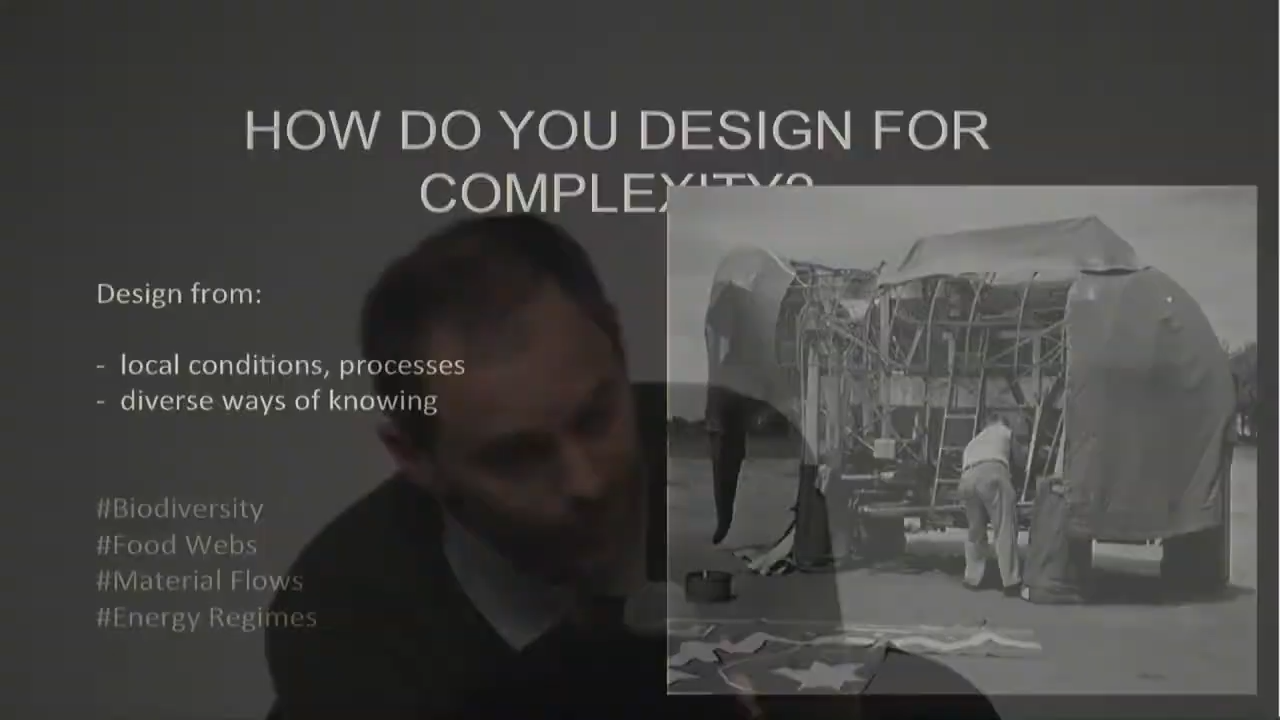 HOW DO YOU DESIGN FOR
COMPLEXITY?
Design from:
- local conditions, processes
- diverse ways of knowing
#Biodiversity
#Food Webs
#Material Flows
#Energy Regimes